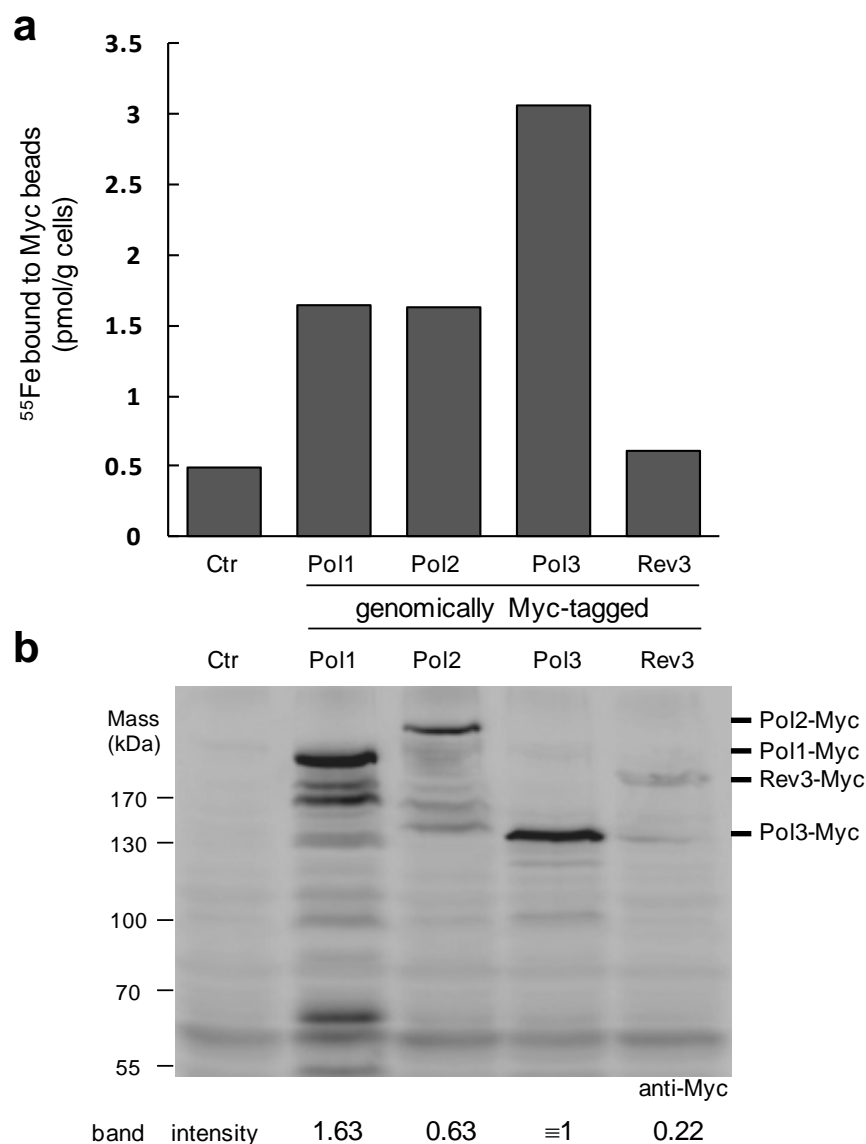 a
3.5
3
2.5
2
1.5
1
0.5
0
⁵⁵Fe bound to Myc beads
(pmol/g cells)
Ctr Pol1 Pol2 Pol3 Rev3
genomically Myc-tagged
b
Ctr Pol1 Pol2 Pol3 Rev3
Mass
(kDa)
170
130
100
70
55
Pol2-Myc
Pol1-Myc
Rev3-Myc
Pol3-Myc
anti-Myc
band intensity 1.63 0.63 ≡1 0.22